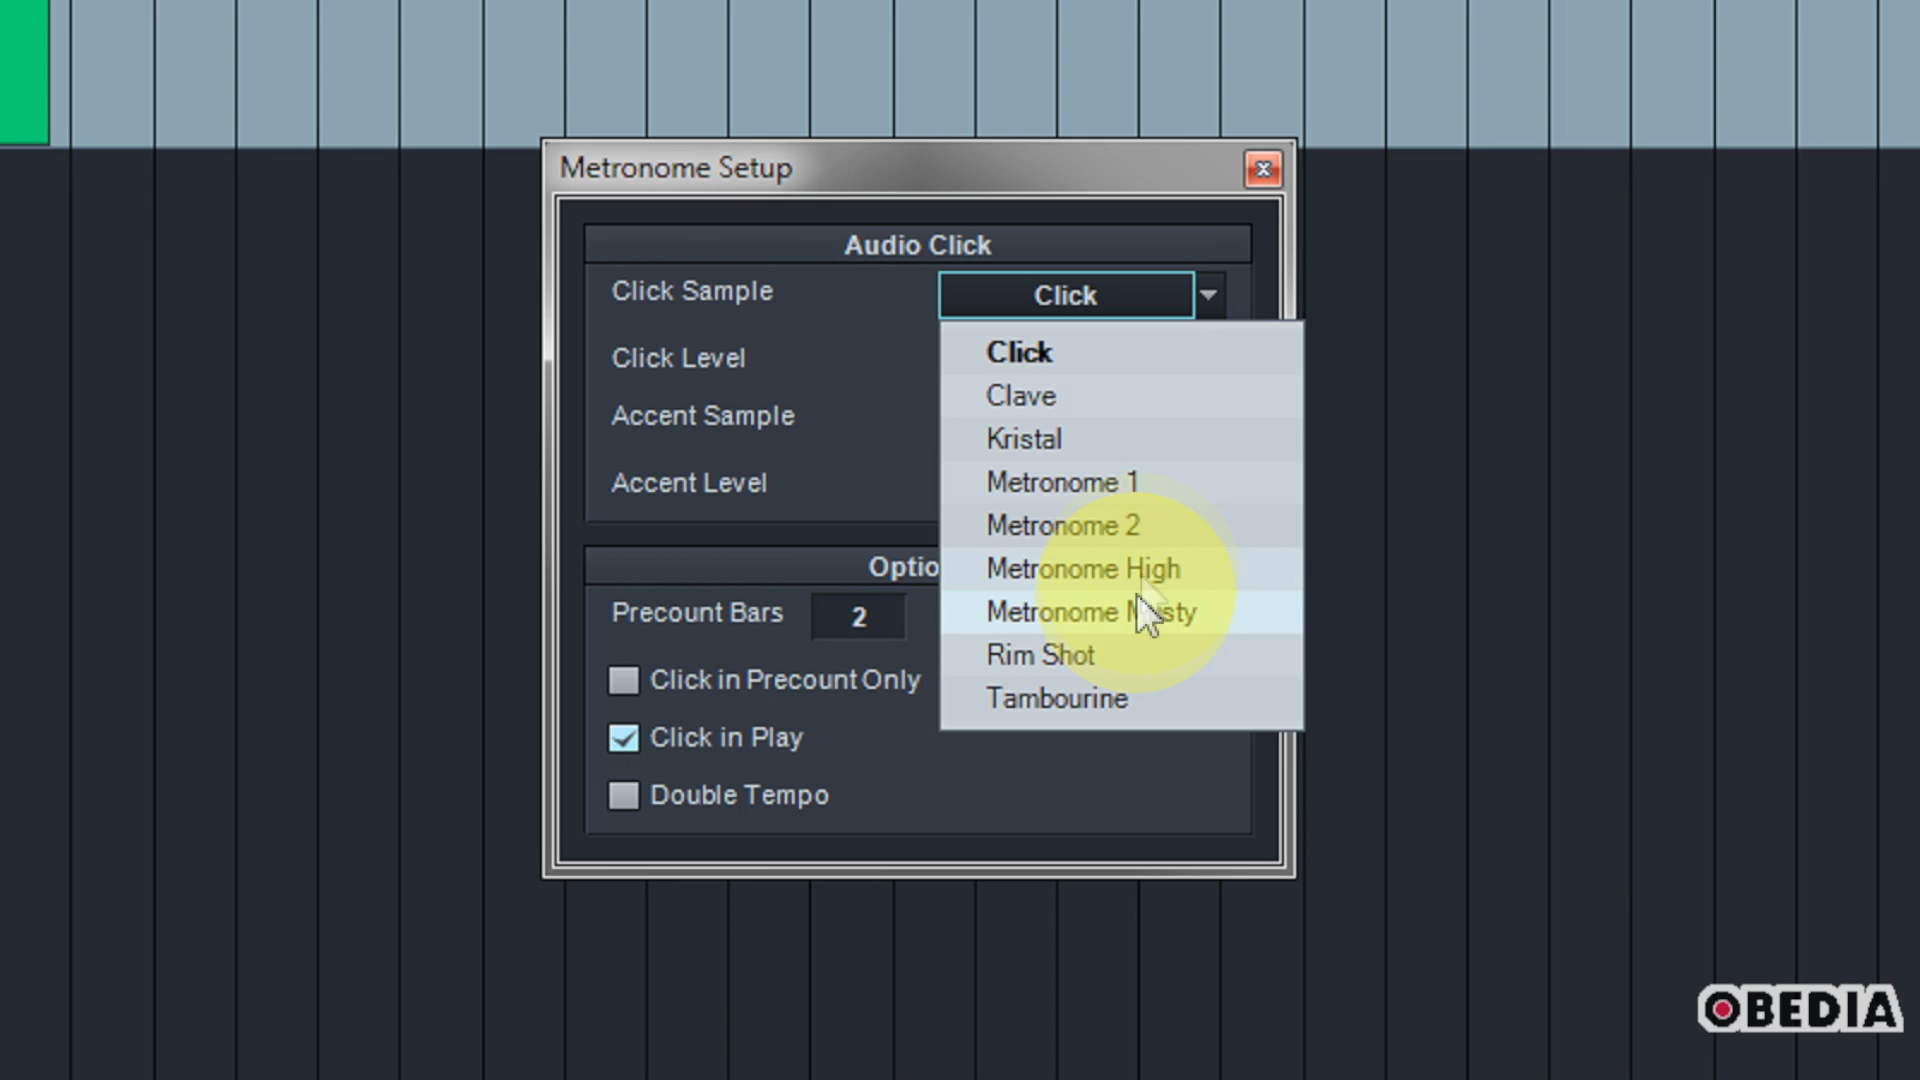 Metronome Setup
Audio Click
Click Sample
Click
Click Level
Accent Sample
Accent Level
Click
Clave
Kristal
Metronome 1
Metronome 2
Metronome High
Metronome
Rim Shot
Tambourine
Optio
Precount Bars 2
Click in Precount Only
Click in Play
Double Tempo
OBEDIA